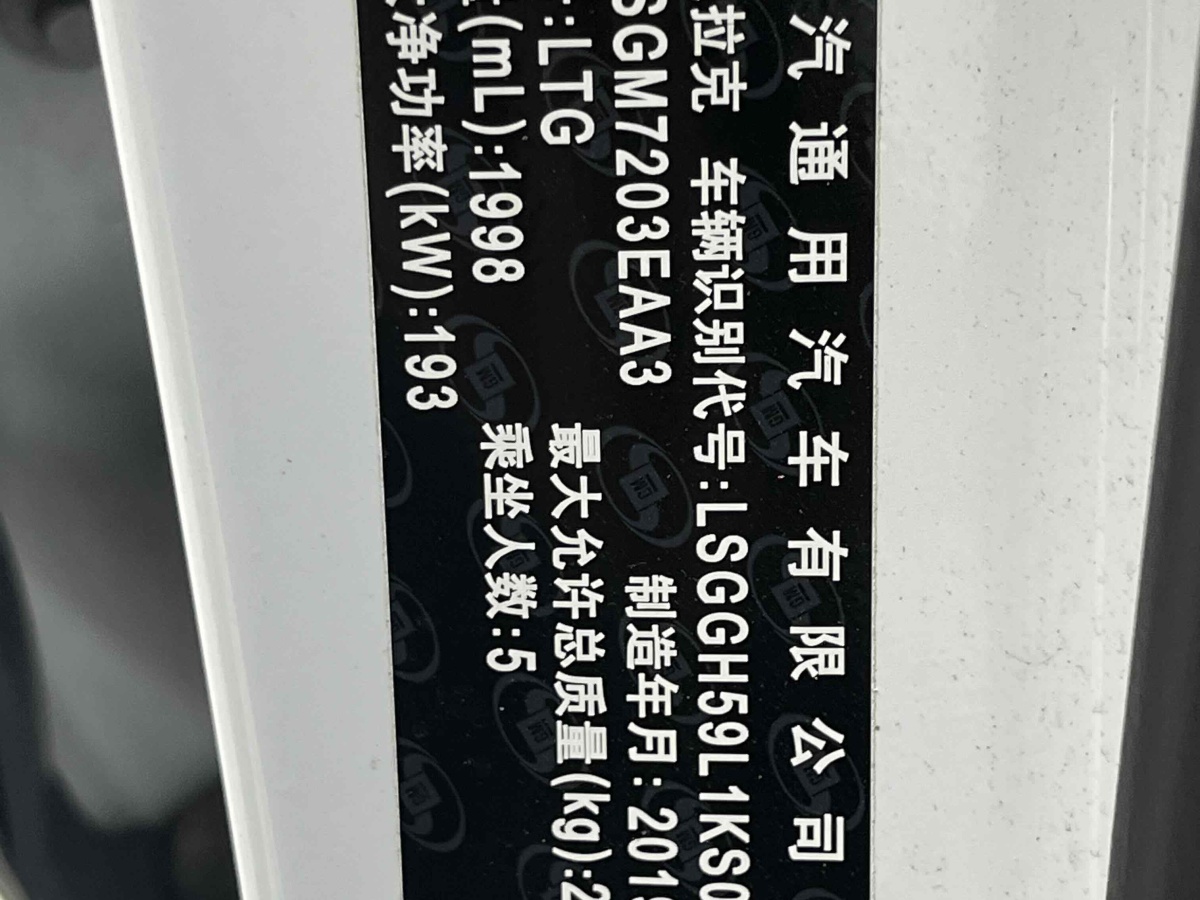 汽通用汽车有限公司
拉克 车辆识别代号:LSGGH59L1KS0
SGM7203EAA3 制造年月:2019
:LTG 最大允许总质量(kg):2
(mL):1998 乘坐人数:5
净功率(kW):193